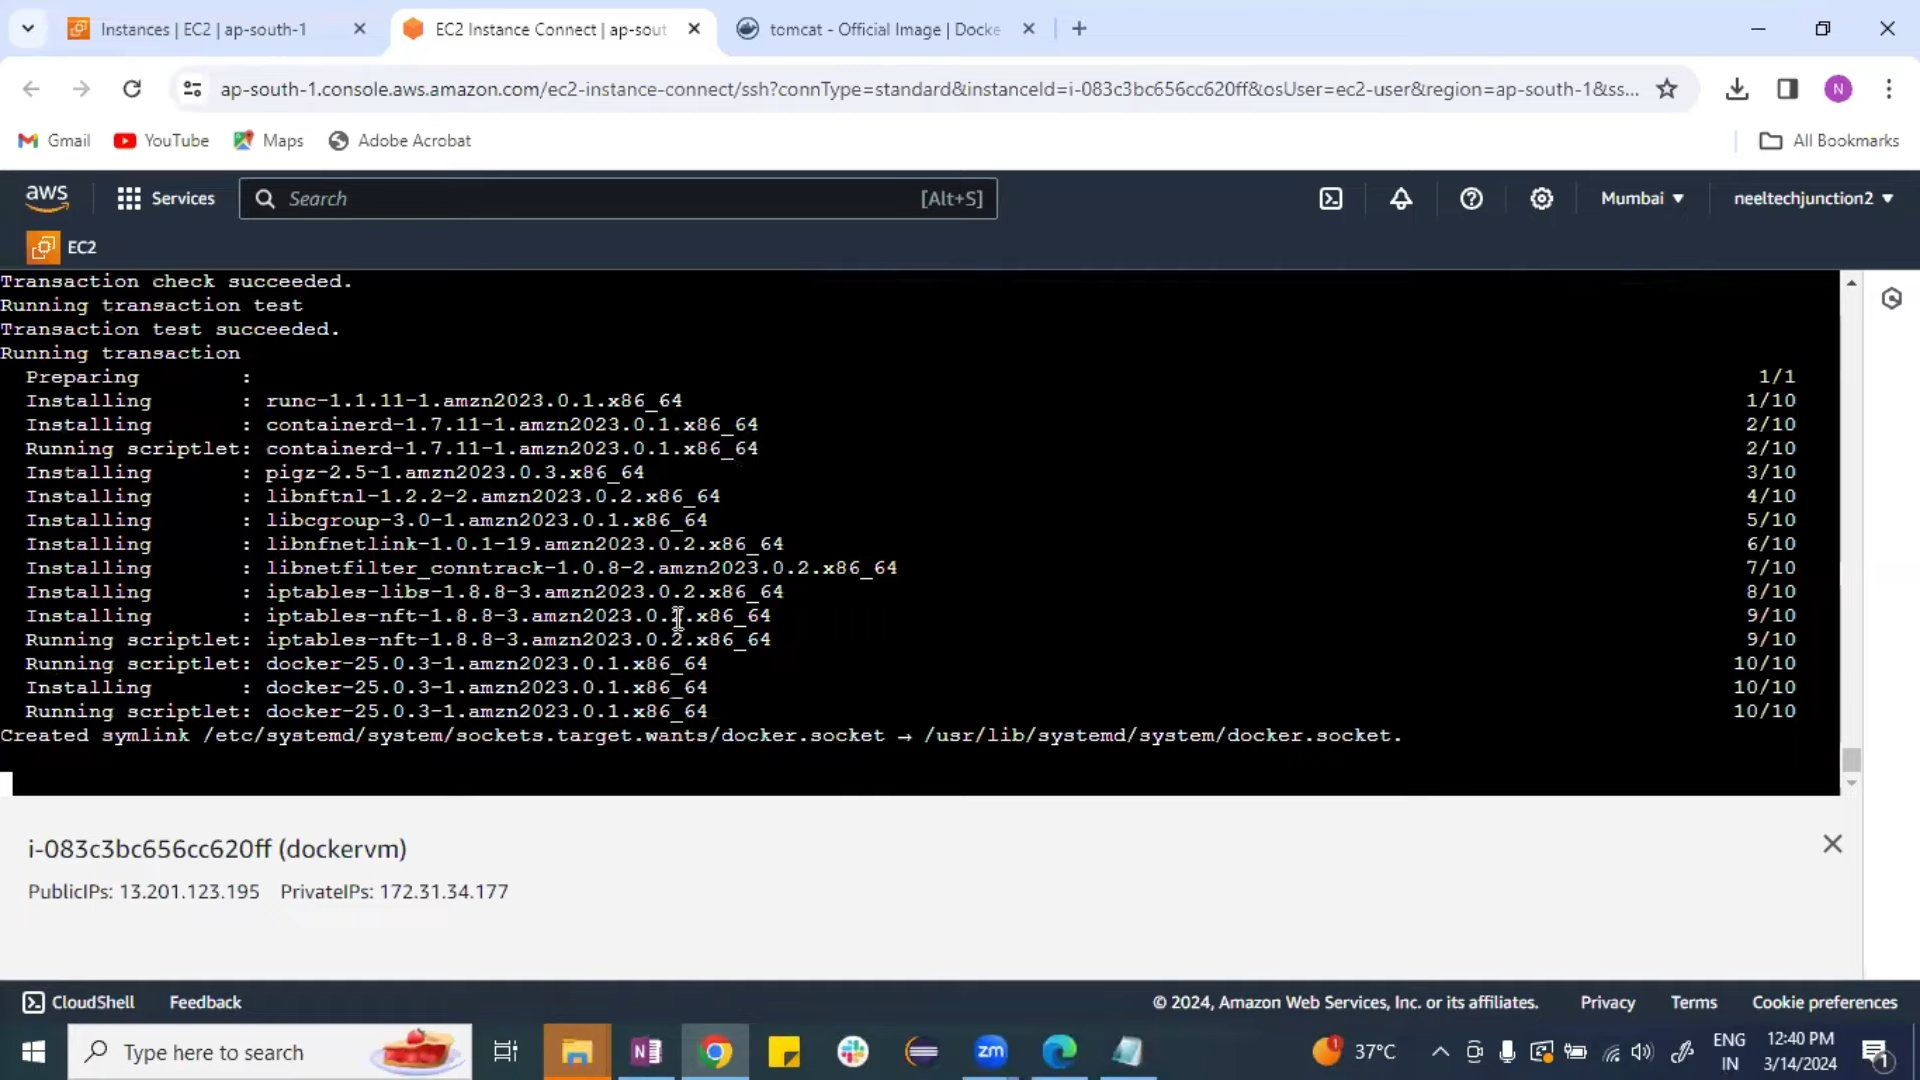 Instances | EC2 | ap-south-1
EC2 Instance Connect | ap-sout
tomcat - Official Image | Docke
ap-south-1.console.aws.amazon.com/ec2-instance-connect/ssh?connType=standard&instanceId=i-083c3bc656cc620ff&osUser=ec2-user&region=ap-south-1&ss...
N
Gmail
YouTube
Maps
Adobe Acrobat
All Bookmarks
aws
Services
Search
[Alt+S]
Mumbai
neeltechjunction2
EC2
Transaction check succeeded.
Running transaction test
Transaction test succeeded.
Running transaction
Preparing : 1/1
Installing : runc-1.1.11-1.amzn2023.0.1.x86_64 1/10
Installing : containerd-1.7.11-1.amzn2023.0.1.x86_64 2/10
Running scriptlet: containerd-1.7.11-1.amzn2023.0.1.x86_64 2/10
Installing : pigz-2.5-1.amzn2023.0.3.x86_64 3/10
Installing : libnftnl-1.2.2-2.amzn2023.0.2.x86_64 4/10
Installing : libcgroup-3.0-1.amzn2023.0.1.x86_64 5/10
Installing : libnfnetlink-1.0.1-19.amzn2023.0.2.x86_64 6/10
Installing : libnetfilter_conntrack-1.0.8-2.amzn2023.0.2.x86_64 7/10
Installing : iptables-libs-1.8.8-3.amzn2023.0.2.x86_64 8/10
Installing : iptables-nft-1.8.8-3.amzn2023.0.2.x86_64 9/10
Running scriptlet: iptables-nft-1.8.8-3.amzn2023.0.2.x86_64 9/10
Running scriptlet: docker-25.0.3-1.amzn2023.0.1.x86_64 10/10
Installing : docker-25.0.3-1.amzn2023.0.1.x86_64 10/10
Running scriptlet: docker-25.0.3-1.amzn2023.0.1.x86_64 10/10
Created symlink /etc/systemd/system/sockets.target.wants/docker.socket → /usr/lib/systemd/system/docker.socket.
i-083c3bc656cc620ff (dockervm)
PublicIPs: 13.201.123.195 PrivateIPs: 172.31.34.177
CloudShell
Feedback
© 2024, Amazon Web Services, Inc. or its affiliates.
Privacy
Terms
Cookie preferences
Type here to search
N
zm
1
37°C
ENG
IN
12:40 PM
3/14/2024
1